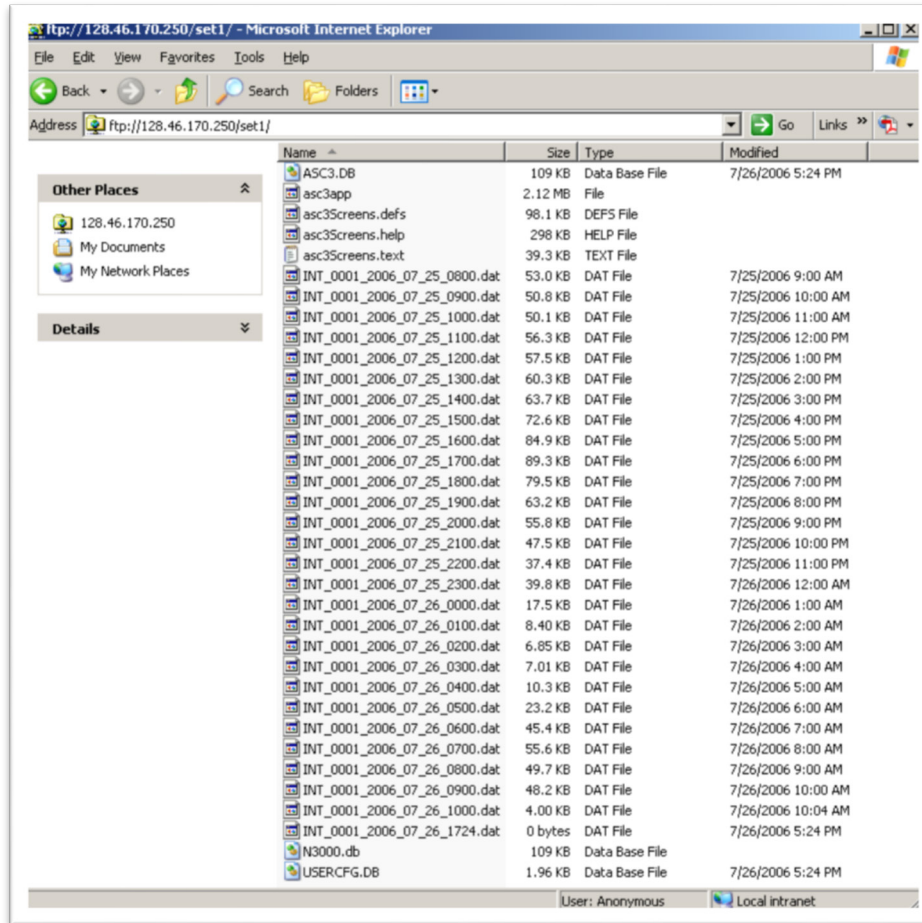 ftp://128.46.170.250/set1/ - Microsoft Internet Explorer
File Edit View Favorites Tools Help
Back Search Folders
Address ftp://128.46.170.250/set1/ Go Links »
Other Places
128.46.170.250
My Documents
My Network Places
Details
Name Size Type Modified
ASC3.DB 109 KB Data Base File 7/26/2006 5:24 PM
asc3app 2.12 MB File
asc3Screens.defs 98.1 KB DEFS File
asc3Screens.help 298 KB HELP File
asc3Screens.text 39.3 KB TEXT File
INT_0001_2006_07_25_0800.dat 53.0 KB DAT File 7/25/2006 9:00 AM
INT_0001_2006_07_25_0900.dat 50.8 KB DAT File 7/25/2006 10:00 AM
INT_0001_2006_07_25_1000.dat 50.1 KB DAT File 7/25/2006 11:00 AM
INT_0001_2006_07_25_1100.dat 56.3 KB DAT File 7/25/2006 12:00 PM
INT_0001_2006_07_25_1200.dat 57.5 KB DAT File 7/25/2006 1:00 PM
INT_0001_2006_07_25_1300.dat 60.3 KB DAT File 7/25/2006 2:00 PM
INT_0001_2006_07_25_1400.dat 63.7 KB DAT File 7/25/2006 3:00 PM
INT_0001_2006_07_25_1500.dat 72.6 KB DAT File 7/25/2006 4:00 PM
INT_0001_2006_07_25_1600.dat 84.9 KB DAT File 7/25/2006 5:00 PM
INT_0001_2006_07_25_1700.dat 89.3 KB DAT File 7/25/2006 6:00 PM
INT_0001_2006_07_25_1800.dat 79.5 KB DAT File 7/25/2006 7:00 PM
INT_0001_2006_07_25_1900.dat 63.2 KB DAT File 7/25/2006 8:00 PM
INT_0001_2006_07_25_2000.dat 55.8 KB DAT File 7/25/2006 9:00 PM
INT_0001_2006_07_25_2100.dat 47.5 KB DAT File 7/25/2006 10:00 PM
INT_0001_2006_07_25_2200.dat 37.4 KB DAT File 7/25/2006 11:00 PM
INT_0001_2006_07_25_2300.dat 39.8 KB DAT File 7/26/2006 12:00 AM
INT_0001_2006_07_26_0000.dat 17.5 KB DAT File 7/26/2006 1:00 AM
INT_0001_2006_07_26_0100.dat 8.40 KB DAT File 7/26/2006 2:00 AM
INT_0001_2006_07_26_0200.dat 6.85 KB DAT File 7/26/2006 3:00 AM
INT_0001_2006_07_26_0300.dat 7.01 KB DAT File 7/26/2006 4:00 AM
INT_0001_2006_07_26_0400.dat 10.3 KB DAT File 7/26/2006 5:00 AM
INT_0001_2006_07_26_0500.dat 23.2 KB DAT File 7/26/2006 6:00 AM
INT_0001_2006_07_26_0600.dat 45.4 KB DAT File 7/26/2006 7:00 AM
INT_0001_2006_07_26_0700.dat 55.6 KB DAT File 7/26/2006 8:00 AM
INT_0001_2006_07_26_0800.dat 49.7 KB DAT File 7/26/2006 9:00 AM
INT_0001_2006_07_26_0900.dat 48.2 KB DAT File 7/26/2006 10:00 AM
INT_0001_2006_07_26_1000.dat 4.00 KB DAT File 7/26/2006 10:04 AM
INT_0001_2006_07_26_1724.dat 0 bytes DAT File 7/26/2006 5:24 PM
N3000.db 109 KB Data Base File
USERCFG.DB 1.96 KB Data Base File 7/26/2006 5:24 PM
User: Anonymous Local intranet